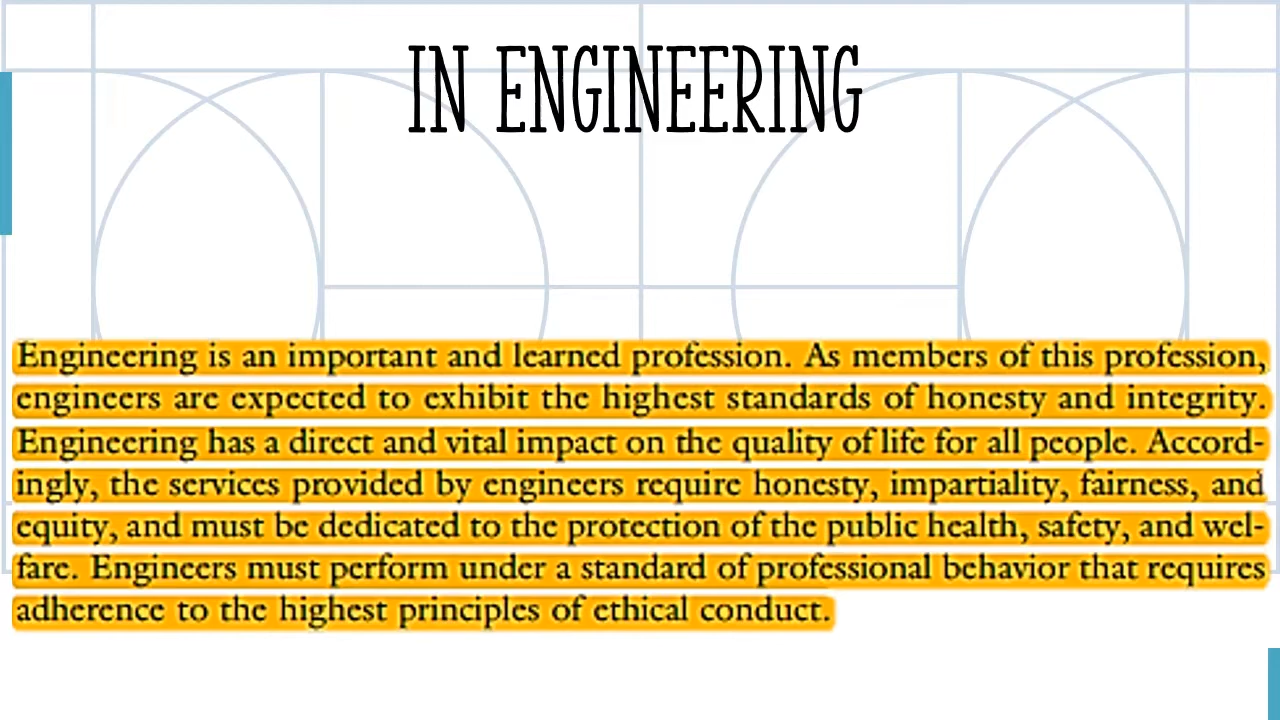 IN ENGINEERING
Engineering is an important and learned profession. As members of this profession,
engineers are expected to exhibit the highest standards of honesty and integrity.
Engineering has a direct and vital impact on the quality of life for all people. Accord-
ingly, the services provided by engineers require honesty, impartiality, fairness, and
equity, and must be dedicated to the protection of the public health, safety, and wel-
fare. Engineers must perform under a standard of professional behavior that requires
adherence to the highest principles of ethical conduct.